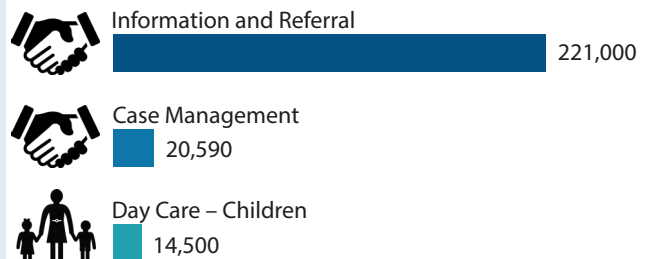 Information and Referral
221,000
Case Management
20,590
Day Care – Children
14,500